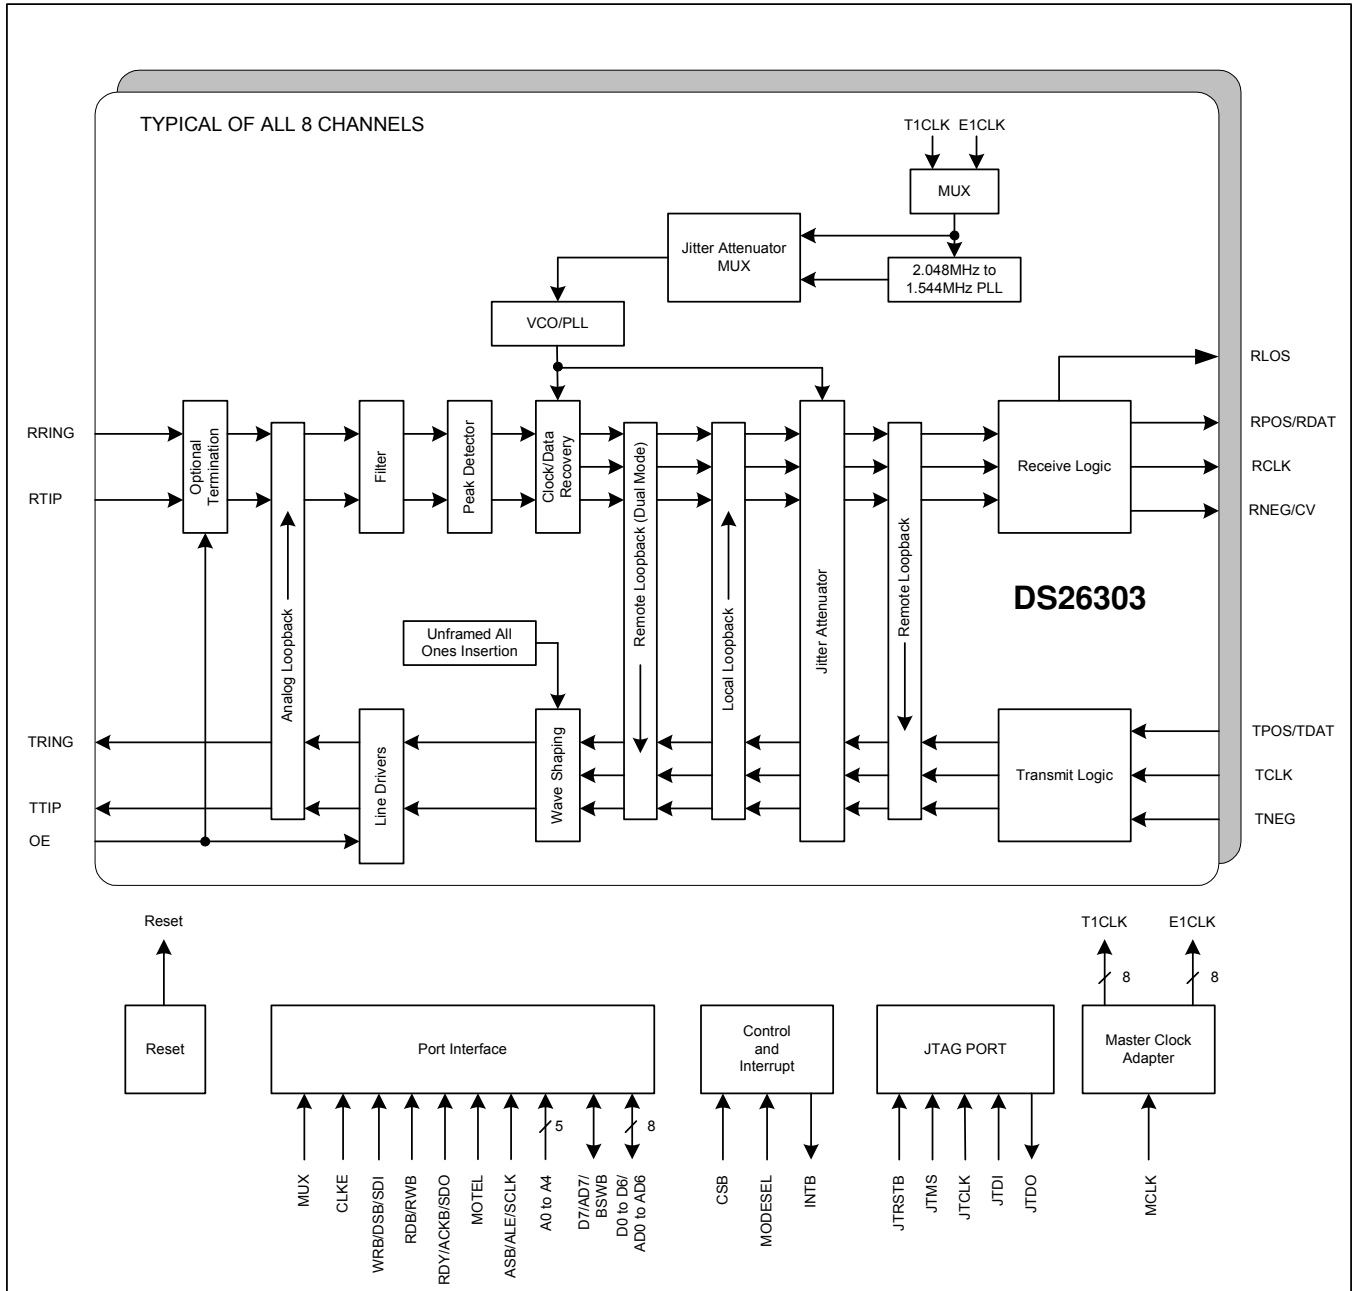 TYPICAL OF ALL 8 CHANNELS
T1CLK
E1CLK
MUX
Jitter Attenuator
MUX
2.048MHz to
1.544MHz PLL
VCO/PLL
RLOS
RRING
RTIP
Optional
Termination
Analog Loopback
Filter
Peak Detector
Clock/Data
Recovery
Remote Loopback (Dual Mode)
Local Loopback
Jitter Attenuator
Remote Loopback
Receive Logic
RPOS/RDAT
RCLK
RNEG/CV
DS26303
Unframed All
Ones Insertion
TRING
TTIP
OE
Line Drivers
Wave Shaping
Transmit Logic
TPOS/TDAT
TCLK
TNEG
Reset
Reset
Port Interface
MUX
CLKE
WRB/DSB/SDI
RDB/RWB
RDY/ACKB/SDO
MOTEL
ASB/ALE/SCLK
5
A0 to A4
D7/AD7/
BSWB
8
D0 to D6/
AD0 to AD6
Control
and
Interrupt
CSB
MODESEL
INTB
JTAG PORT
JTRSTB
JTMS
JTCLK
JTDI
JTDO
T1CLK
E1CLK
8
8
Master Clock
Adapter
MCLK